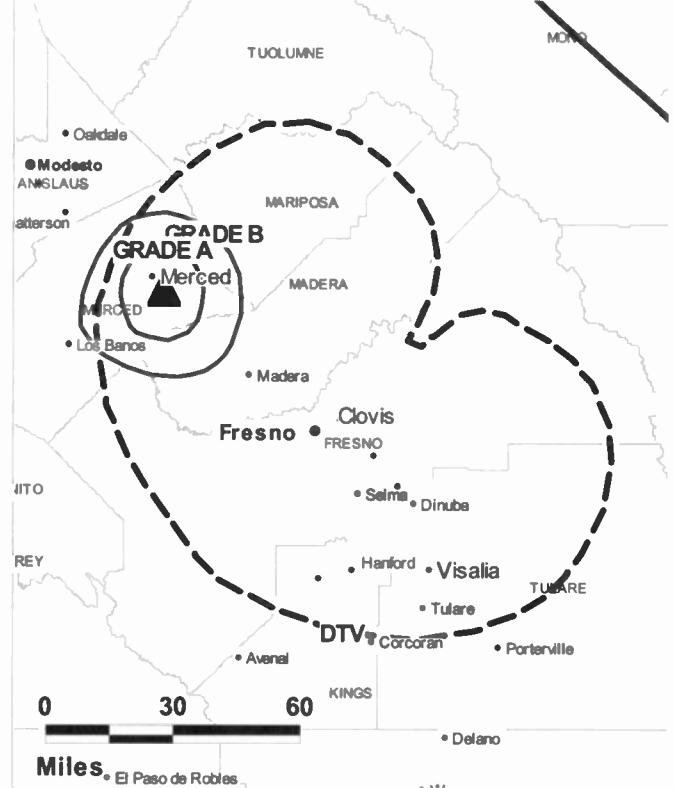 TUOLUMNE
MONO
Oakdale
Modesto
ANISLAUS
atterson
MARIPOSA
GRADE B
GRADE A
Merced
MADERA
MERCED
Los Banos
Madera
Clovis
Fresno
FRESNO
NITO
Selma
Dinuba
REY
Hanford
Visalia
TULARE
Tulare
DTV
Corcoran
Porterville
Avenal
KINGS
0 30 60
Delano
Miles
El Paso de Robles